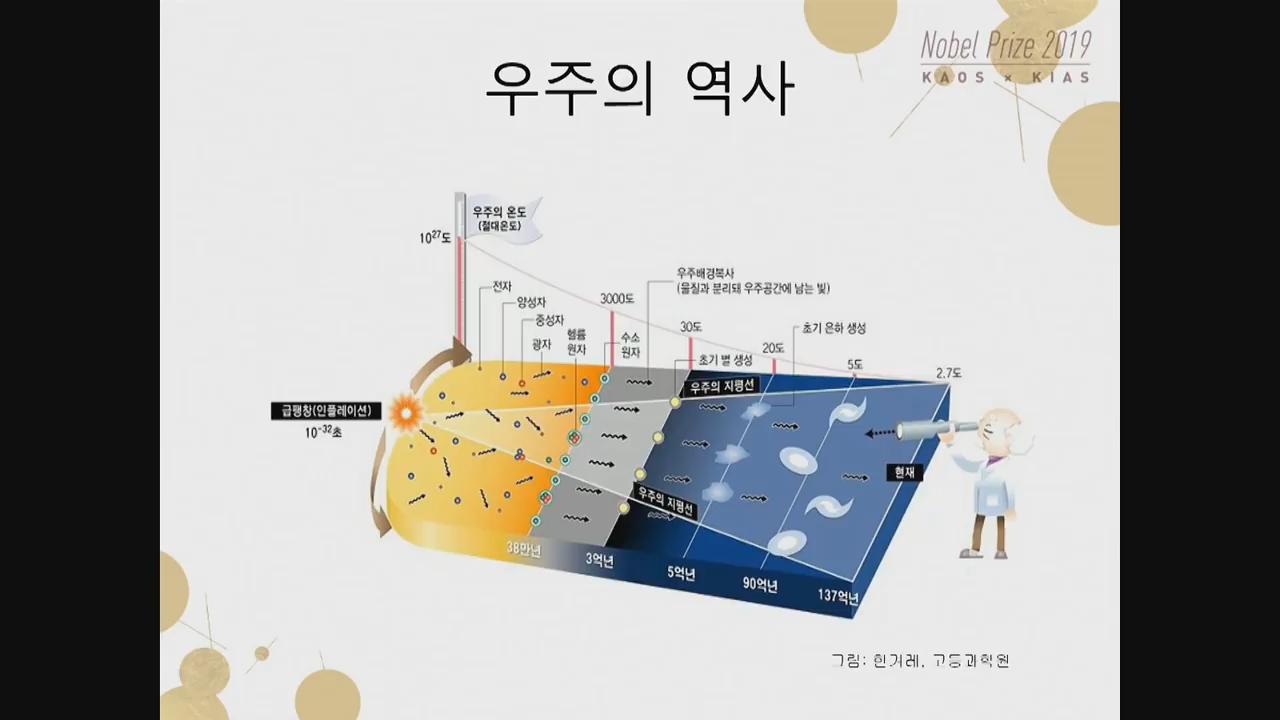 Nobel Prize 2019
KAOS × KIAS
우주의 역사
우주의 온도
(절대온도)
10²⁷도
전자
양성자
중성자
광자
헬륨
원자
3000도
수소
원자
우주배경복사
(물질과 분리돼 우주공간에 남는 빛)
30도
초기 별 생성
20도
초기 은하 생성
5도
2.7도
급팽창(인플레이션)
10⁻³²초
우주의 지평선
우주의 지평선
현재
38만년
3억년
5억년
90억년
137억년
그림: 한겨레, 고등과학원